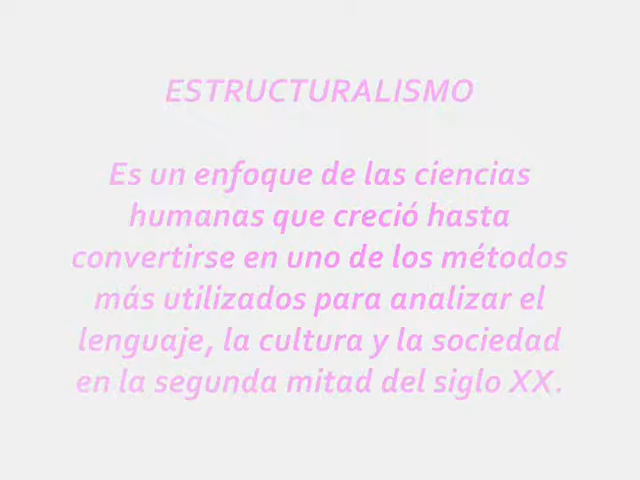 ESTRUCTURALISMO
Es un enfoque de las ciencias
humanas que creció hasta
convertirse en uno de los métodos
más utilizados para analizar el
lenguaje, la cultura y la sociedad
en la segunda mitad del siglo XX.